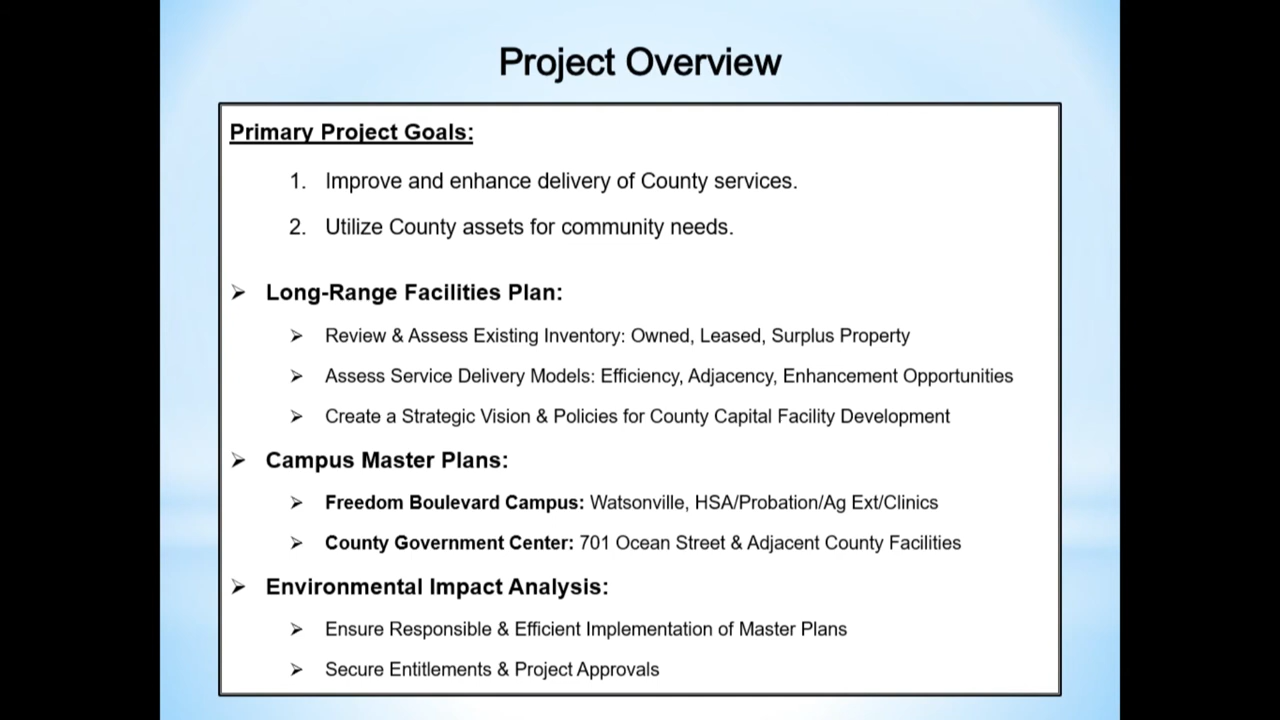 Project Overview
Primary Project Goals:
1. Improve and enhance delivery of County services.
2. Utilize County assets for community needs.
➢ Long-Range Facilities Plan:
➢ Review & Assess Existing Inventory: Owned, Leased, Surplus Property
➢ Assess Service Delivery Models: Efficiency, Adjacency, Enhancement Opportunities
➢ Create a Strategic Vision & Policies for County Capital Facility Development
➢ Campus Master Plans:
➢ Freedom Boulevard Campus: Watsonville, HSA/Probation/Ag Ext/Clinics
➢ County Government Center: 701 Ocean Street & Adjacent County Facilities
➢ Environmental Impact Analysis:
➢ Ensure Responsible & Efficient Implementation of Master Plans
➢ Secure Entitlements & Project Approvals